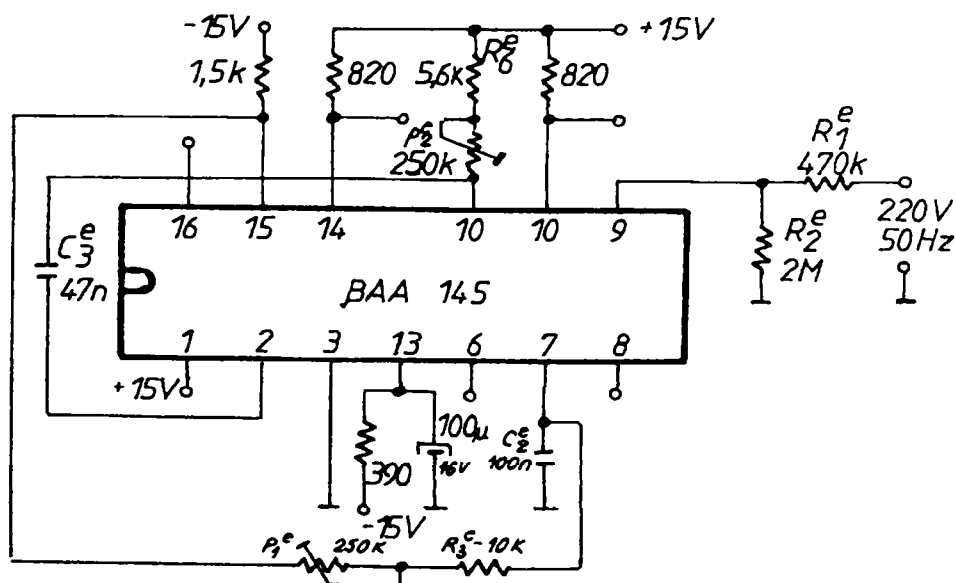 -15V
+15V
1,5k
820
5,6k
R6e
820
P2e
250k
R1e
470k
220V
50Hz
R2e
2M
C3e
47n
16 15 14 10 10 9
βAA 145
1 2 3 13 6 7 8
+15V
390
100μ
16V
C2e
100n
-15V
P1e
250k
R3e-10k